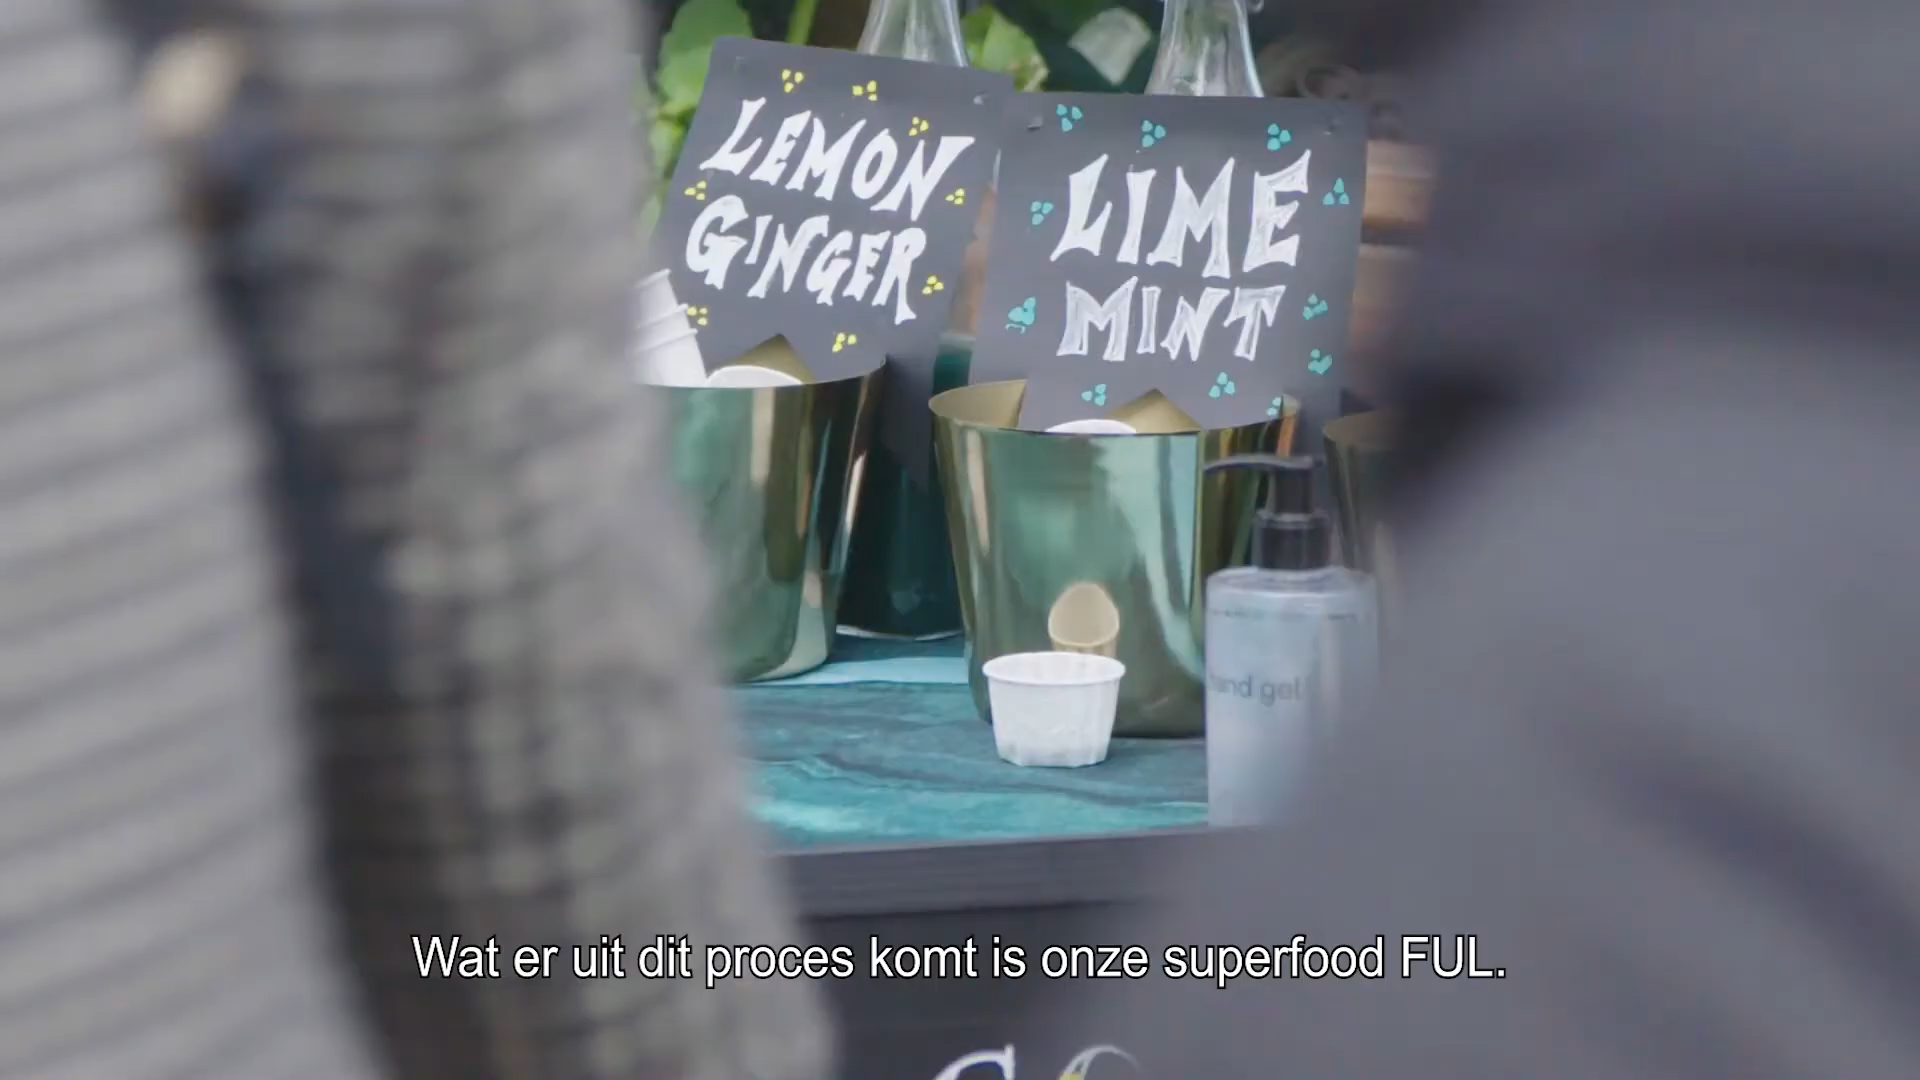 LEMON
GINGER
LIME
MINT
hand gel
Wat er uit dit proces komt is onze superfood FUL.